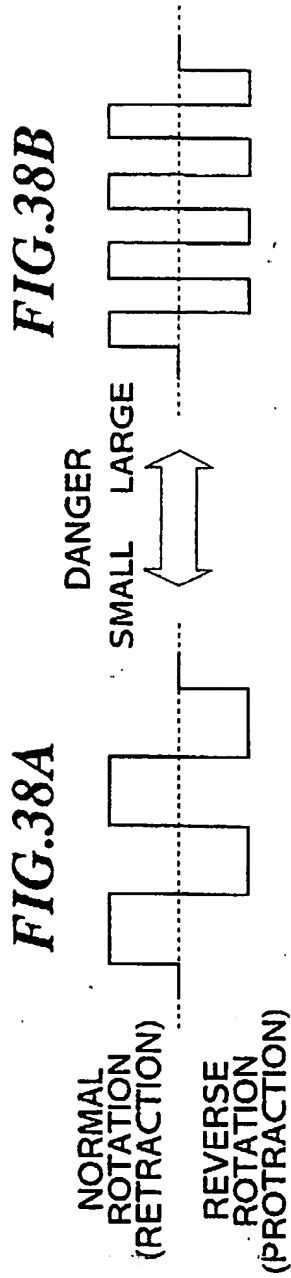 FIG.38A
FIG.38B
NORMAL
ROTATION
(RETRACTION)
REVERSE
ROTATION
(PROTRACTION)
DANGER
SMALL LARGE